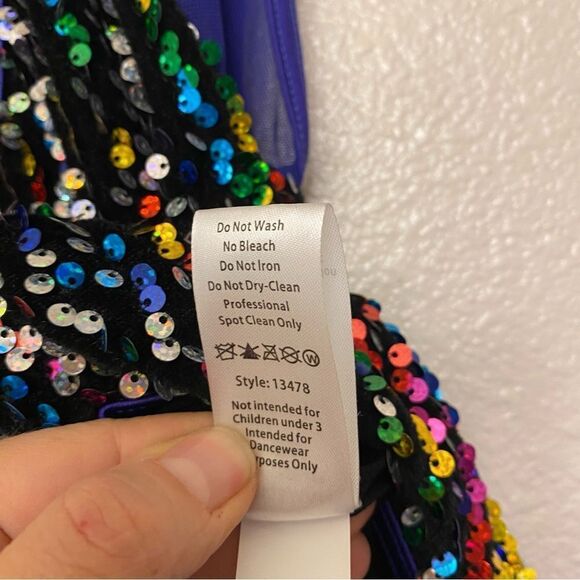 Do Not Wash
No Bleach
Do Not Iron
Do Not Dry-Clean
Professional
Spot Clean Only
W
Style: 13478
Not intended for
Children under 3
Intended for
Dancewear
Only